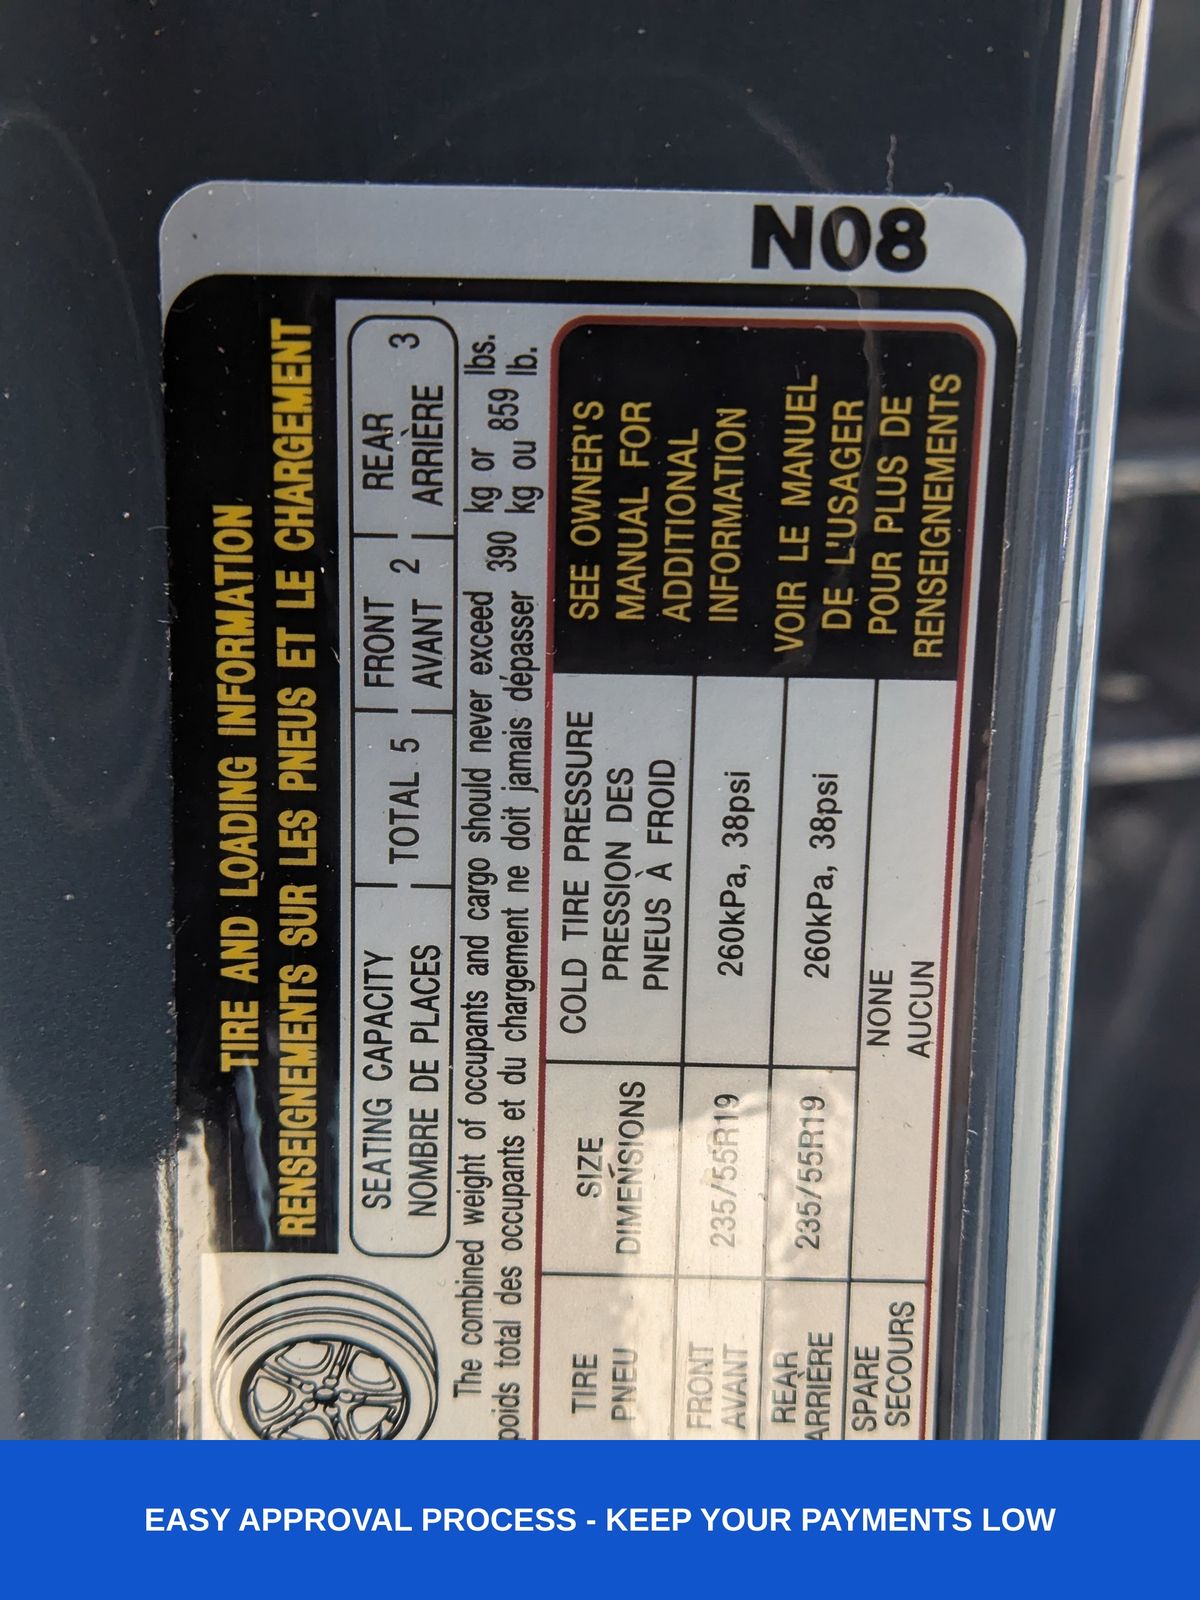 N08
TIRE AND LOADING INFORMATION
RENSEIGNEMENTS SUR LES PNEUS ET LE CHARGEMENT
SEATING CAPACITY
NOMBRE DE PLACES
TOTAL 5
FRONT
AVANT 2
REAR
ARRIÈRE 3
The combined weight of occupants and cargo should never exceed 390 kg or 859 lbs.
poids total des occupants et du chargement ne doit jamais dépasser 390 kg ou 859 lb.
TIRE
PNEU
SIZE
DIMENSIONS
COLD TIRE PRESSURE
PRESSION DES
PNEUS À FROID
FRONT
AVANT
235/55R19
260kPa, 38psi
REAR
ARRIÈRE
235/55R19
260kPa, 38psi
SPARE
SECOURS
NONE
AUCUN
SEE OWNER'S
MANUAL FOR
ADDITIONAL
INFORMATION
VOIR LE MANUEL
DE L'USAGER
POUR PLUS DE
RENSEIGNEMENTS
EASY APPROVAL PROCESS - KEEP YOUR PAYMENTS LOW